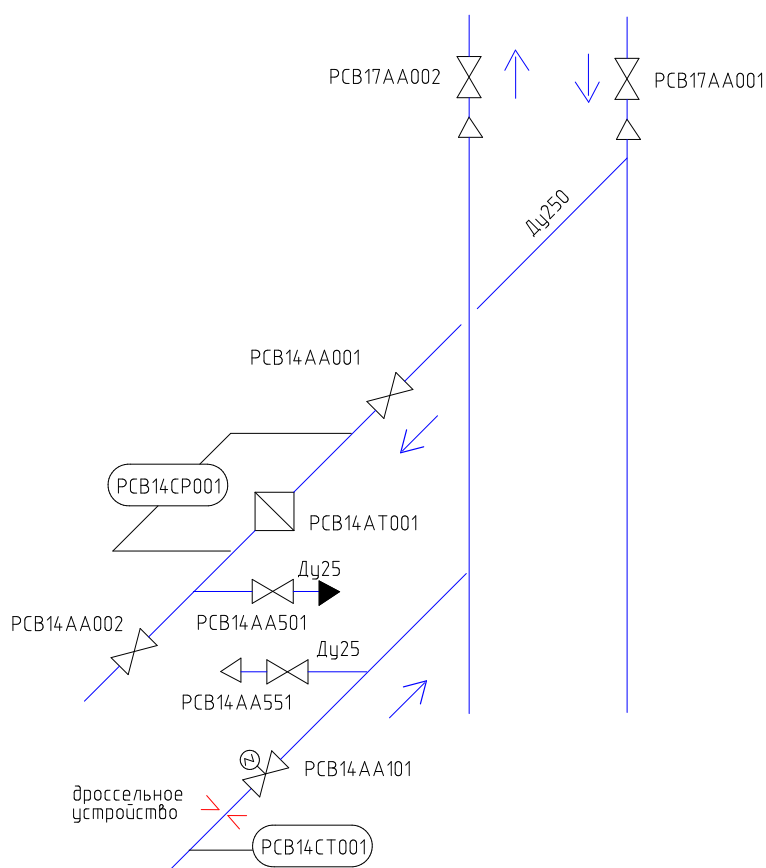 PCB17AA002
PCB17AA001
Ду250
PCB14AA001
PCB14CP001
PCB14AT001
Ду25
PCB14AA002
PCB14AA501
Ду25
PCB14AA551
PCB14AA101
дроссельное
устройство
PCB14CT001